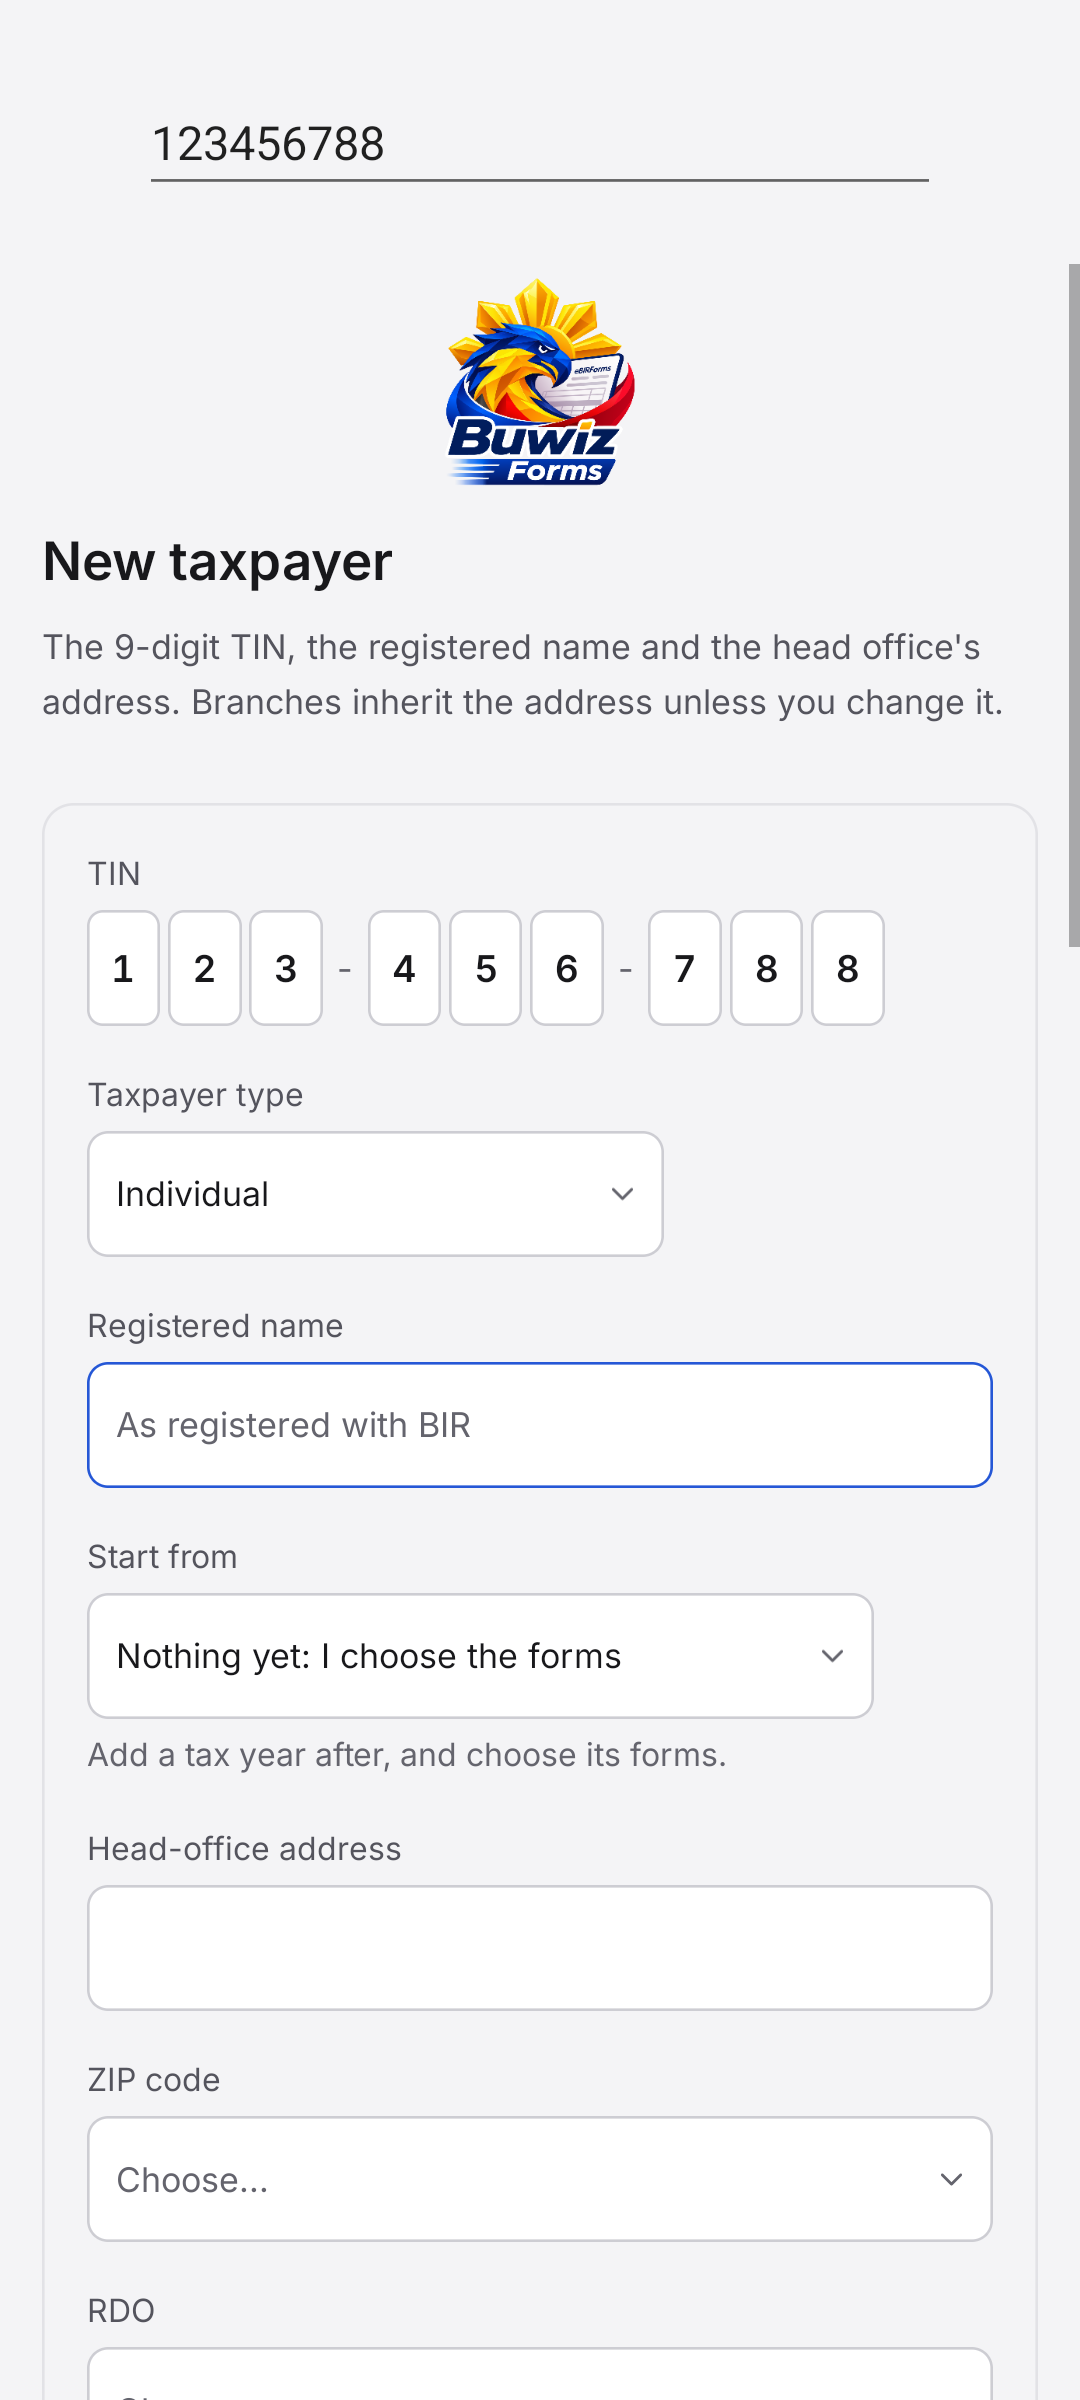 123456788
eBIRForms
Buwiz
Forms
New taxpayer
The 9-digit TIN, the registered name and the head office's
address. Branches inherit the address unless you change it.
TIN
1 2 3 - 4 5 6 - 7 8 8
Taxpayer type
Individual
Registered name
As registered with BIR
Start from
Nothing yet: I choose the forms
Add a tax year after, and choose its forms.
Head-office address
ZIP code
Choose...
RDO